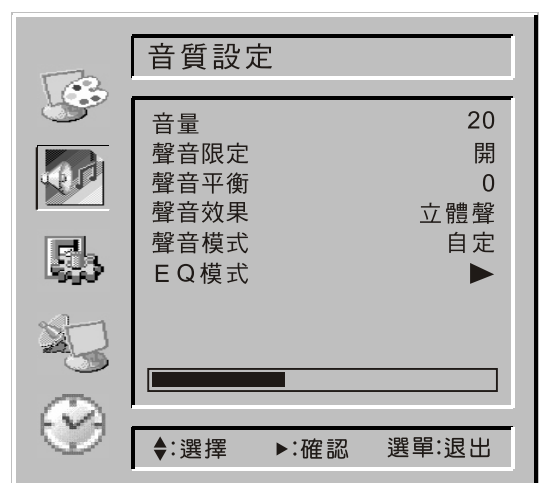 音質設定
音量 20
聲音限定 開
聲音平衡 0
聲音效果 立體聲
聲音模式 自定
ＥＱ模式 ▶
▲▼:選擇 ▶:確認 選單:退出